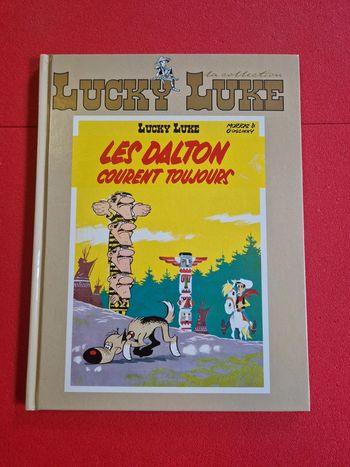 la collection
LUCKY LUKE
LUCKY LUKE
MORRIS &
GOSCINNY
LES DALTON
COURENT TOUJOURS